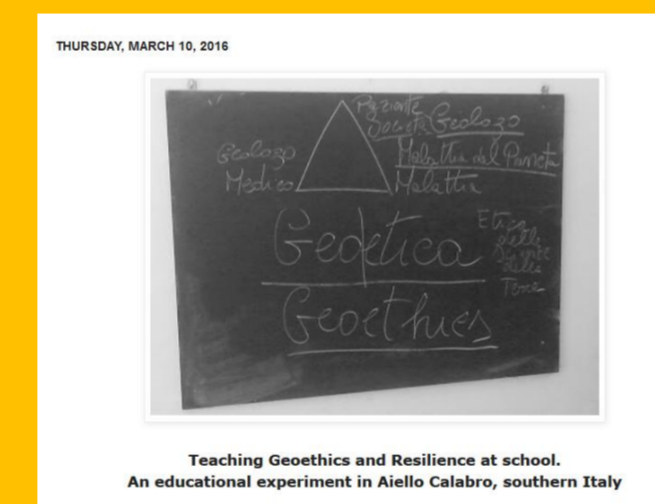 THURSDAY, MARCH 10, 2016
Paziente
Società Geologo
Geologo Malattia del Pianeta
Medico Malattia
Geoetica
Etica
delle
Scienze
della
Terra
Geoethics
Teaching Geoethics and Resilience at school.
An educational experiment in Aiello Calabro, southern Italy